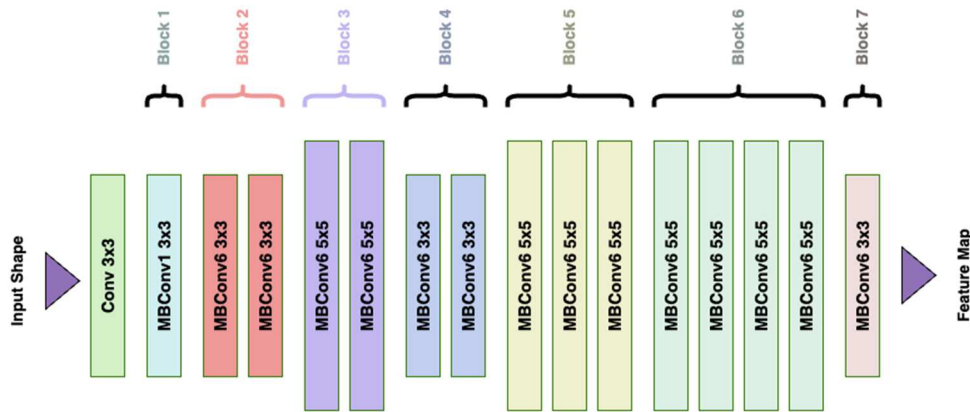 Block 1
Block 2
Block 3
Block 4
Block 5
Block 6
Block 7
Input Shape
Conv 3x3
MBConv1 3x3
MBConv6 3x3
MBConv6 3x3
MBConv6 5x5
MBConv6 5x5
MBConv6 3x3
MBConv6 3x3
MBConv6 5x5
MBConv6 5x5
MBConv6 5x5
MBConv6 5x5
MBConv6 5x5
MBConv6 5x5
MBConv6 5x5
MBConv6 3x3
Feature Map